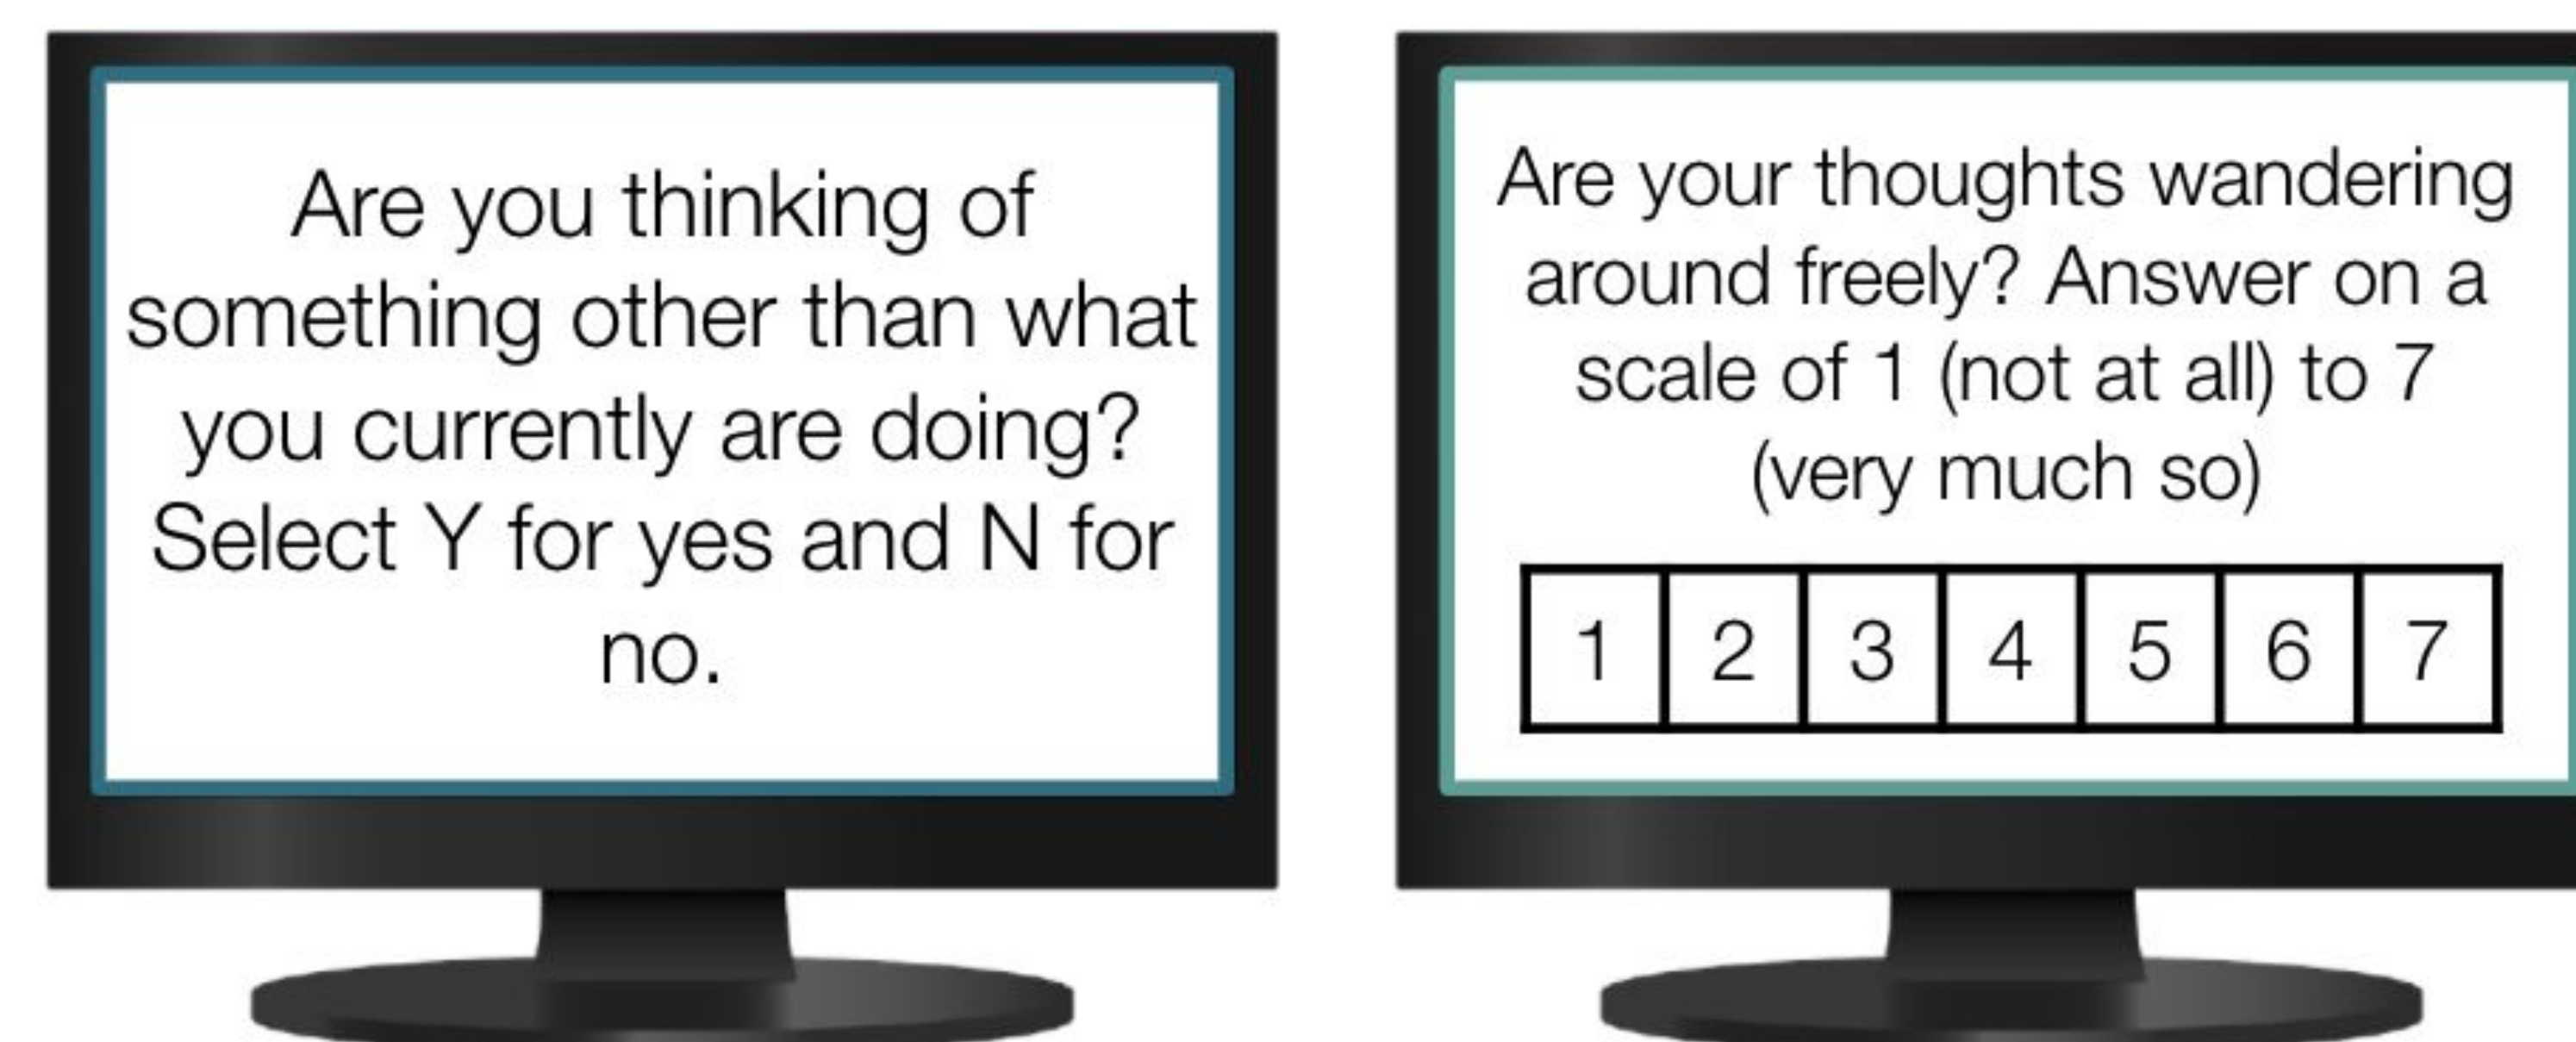 Are you thinking of
something other than what
you currently are doing?
Select Y for yes and N for
no.
Are your thoughts wandering
around freely? Answer on a
scale of 1 (not at all) to 7
(very much so)
1 2 3 4 5 6 7